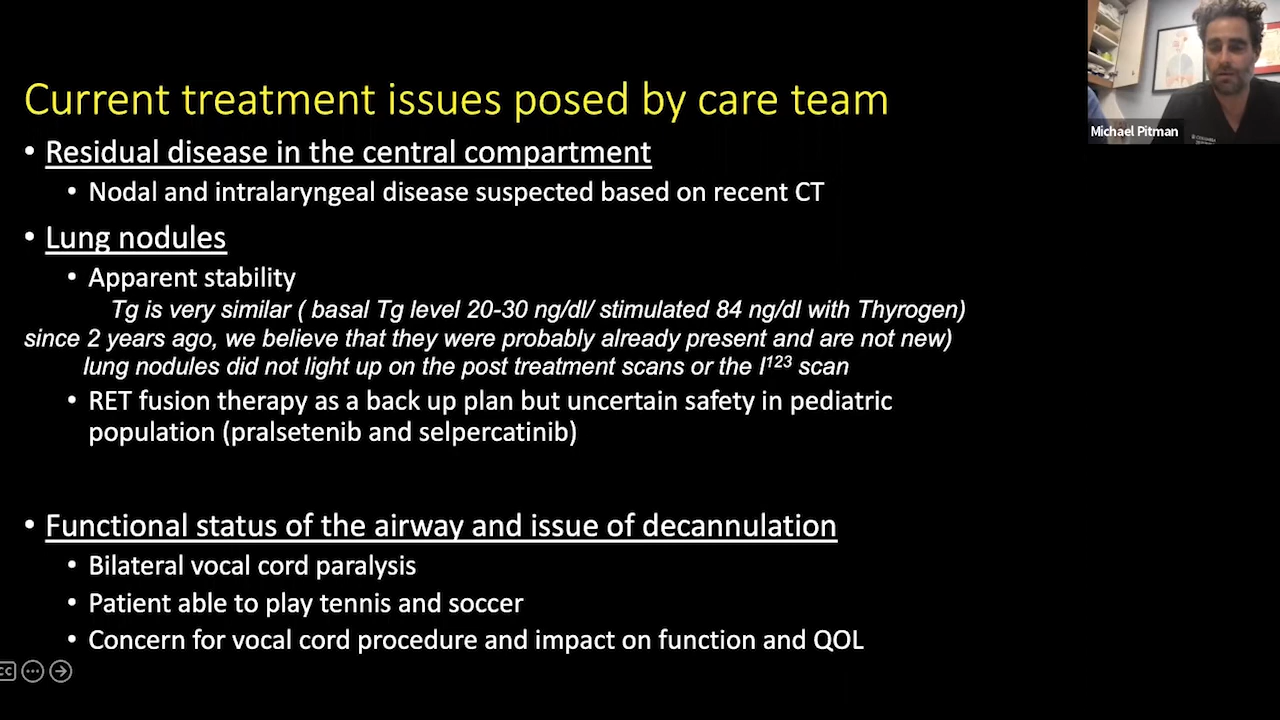 Current treatment issues posed by care team
Michael Pitman
• Residual disease in the central compartment
• Nodal and intralaryngeal disease suspected based on recent CT
• Lung nodules
• Apparent stability
Tg is very similar ( basal Tg level 20-30 ng/dl/ stimulated 84 ng/dl with Thyrogen)
since 2 years ago, we believe that they were probably already present and are not new)
lung nodules did not light up on the post treatment scans or the I¹²³ scan
• RET fusion therapy as a back up plan but uncertain safety in pediatric
population (pralsetenib and selpercatinib)
• Functional status of the airway and issue of decannulation
• Bilateral vocal cord paralysis
• Patient able to play tennis and soccer
• Concern for vocal cord procedure and impact on function and QOL
CC